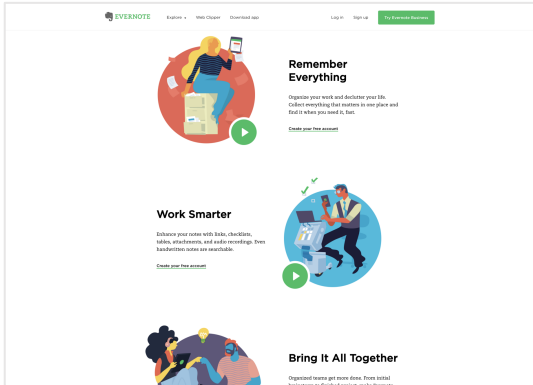 EVERNOTE
Explore
Web Clipper
Download app
Log in
Sign up
Try Evernote Business
Remember
Everything
Organize your work and declutter your life.
Collect everything that matters in one place and
find it when you need it, fast.
Create your free account
Work Smarter
Enhance your notes with links, checklists,
tables, attachments, and audio recordings. Even
handwritten notes are searchable.
Create your free account
Bring It All Together
Organized teams get more done. From initial